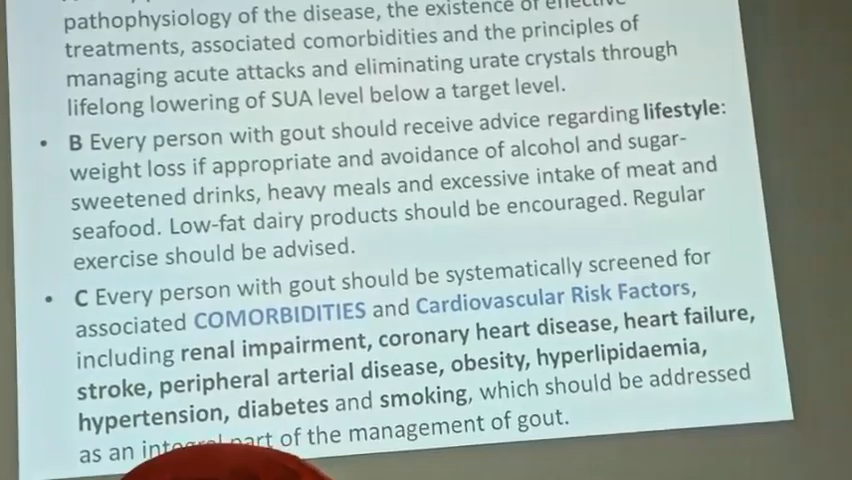 pathophysiology of the disease, the existence of effective
treatments, associated comorbidities and the principles of
managing acute attacks and eliminating urate crystals through
lifelong lowering of SUA level below a target level.
• B Every person with gout should receive advice regarding lifestyle:
weight loss if appropriate and avoidance of alcohol and sugar-
sweetened drinks, heavy meals and excessive intake of meat and
seafood. Low-fat dairy products should be encouraged. Regular
exercise should be advised.
• C Every person with gout should be systematically screened for
associated COMORBIDITIES and Cardiovascular Risk Factors,
including renal impairment, coronary heart disease, heart failure,
stroke, peripheral arterial disease, obesity, hyperlipidaemia,
hypertension, diabetes and smoking, which should be addressed
as an integral part of the management of gout.